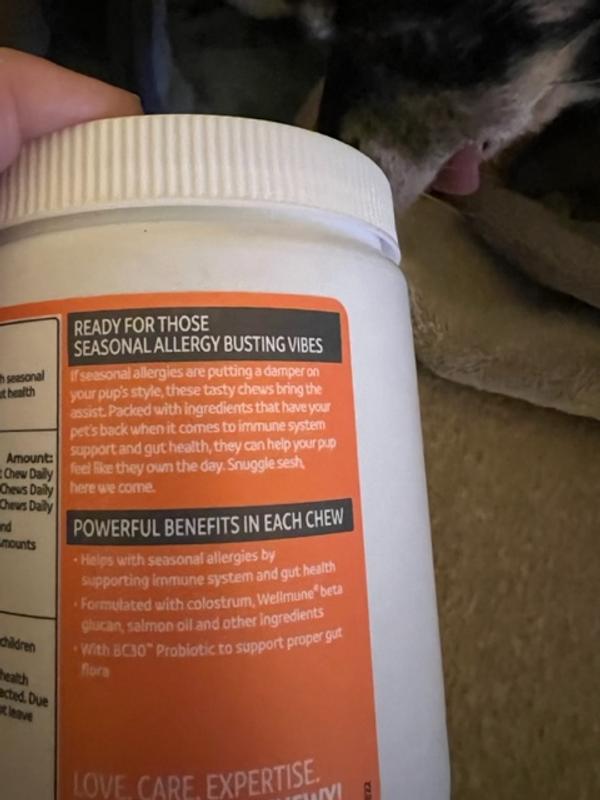 h seasonal
ut health
Amount:
Chew Daily
Chews Daily
Chews Daily
nd
mounts
children
health
ected. Due
ot leave
READY FOR THOSE
SEASONAL ALLERGY BUSTING VIBES
If seasonal allergies are putting a damper on
your pup's style, these tasty chews bring the
assist. Packed with ingredients that have your
pet's back when it comes to immune system
support and gut health, they can help your pup
feel like they own the day. Snuggle sesh,
here we come.
POWERFUL BENEFITS IN EACH CHEW
• Helps with seasonal allergies by
supporting immune system and gut health
• Formulated with colostrum, Wellmune® beta
glucan, salmon oil and other ingredients
• With BC30™ Probiotic to support proper gut
flora
LOVE. CARE. EXPERTISE.